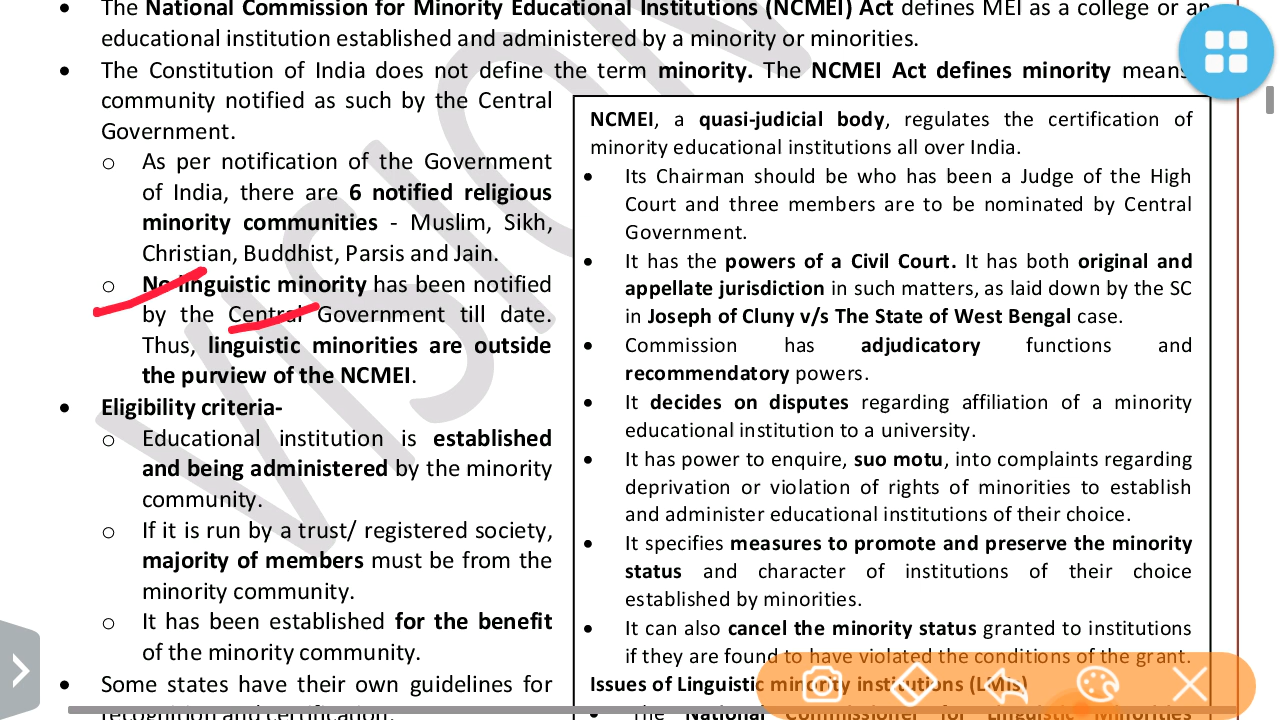 The National Commission for Minority Educational Institutions (NCMEI) Act defines MEI as a college or an
educational institution established and administered by a minority or minorities.
The Constitution of India does not define the term minority. The NCMEI Act defines minority means
community notified as such by the Central
Government.
o As per notification of the Government
of India, there are 6 notified religious
minority communities - Muslim, Sikh,
Christian, Buddhist, Parsis and Jain.
o No linguistic minority has been notified
by the Central Government till date.
Thus, linguistic minorities are outside
the purview of the NCMEI.
Eligibility criteria-
o Educational institution is established
and being administered by the minority
community.
o If it is run by a trust/ registered society,
majority of members must be from the
minority community.
o It has been established for the benefit
of the minority community.
Some states have their own guidelines for
recognition and certification.
NCMEI, a quasi-judicial body, regulates the certification of
minority educational institutions all over India.
Its Chairman should be who has been a Judge of the High
Court and three members are to be nominated by Central
Government.
It has the powers of a Civil Court. It has both original and
appellate jurisdiction in such matters, as laid down by the SC
in Joseph of Cluny v/s The State of West Bengal case.
Commission has adjudicatory functions and
recommendatory powers.
It decides on disputes regarding affiliation of a minority
educational institution to a university.
It has power to enquire, suo motu, into complaints regarding
deprivation or violation of rights of minorities to establish
and administer educational institutions of their choice.
It specifies measures to promote and preserve the minority
status and character of institutions of their choice
established by minorities.
It can also cancel the minority status granted to institutions
if they are found to have violated the conditions of the grant.
Issues of Linguistic minority institutions (LMIs)
The National Commissioner for Linguistic Minorities
VISION